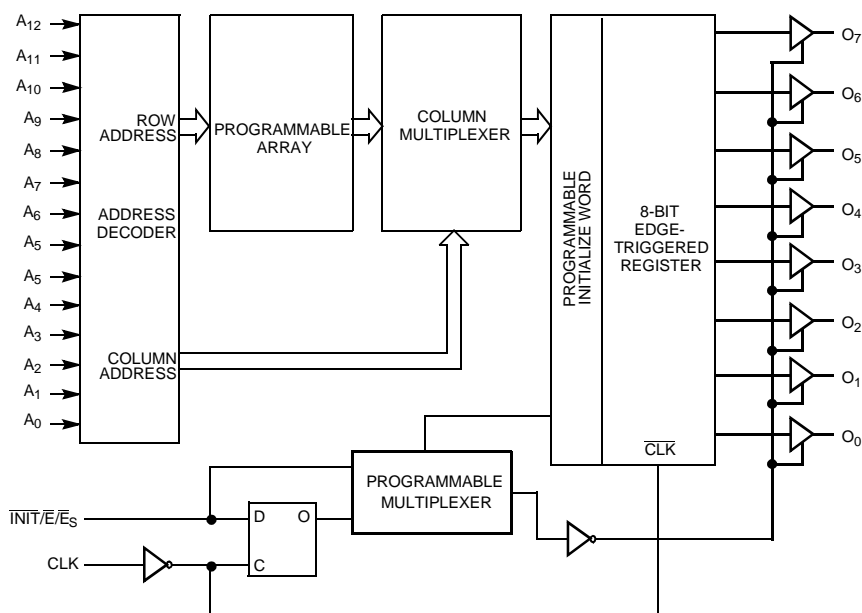 A12
A11
A10
A9
A8
A7
A6
A5
A5
A4
A3
A2
A1
A0
ROW
ADDRESS
ADDRESS
DECODER
COLUMN
ADDRESS
PROGRAMMABLE
ARRAY
COLUMN
MULTIPLEXER
PROGRAMMABLE
INITIALIZE WORD
8-BIT
EDGE-
TRIGGERED
REGISTER
CLK
O7
O6
O5
O4
O3
O2
O1
O0
PROGRAMMABLE
MULTIPLEXER
INIT/E/ES
D O
C
CLK